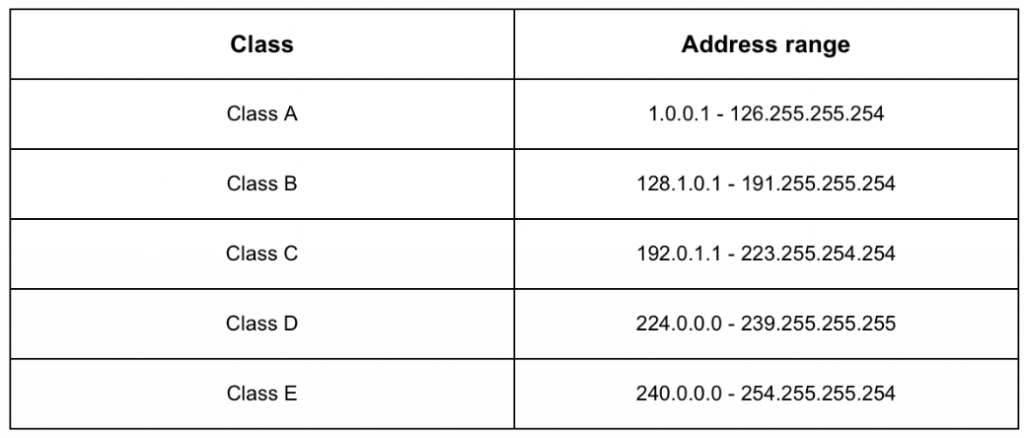 Class Address range
Class A 1.0.0.1 - 126.255.255.254
Class B 128.1.0.1 - 191.255.255.254
Class C 192.0.1.1 - 223.255.254.254
Class D 224.0.0.0 - 239.255.255.255
Class E 240.0.0.0 - 254.255.255.254